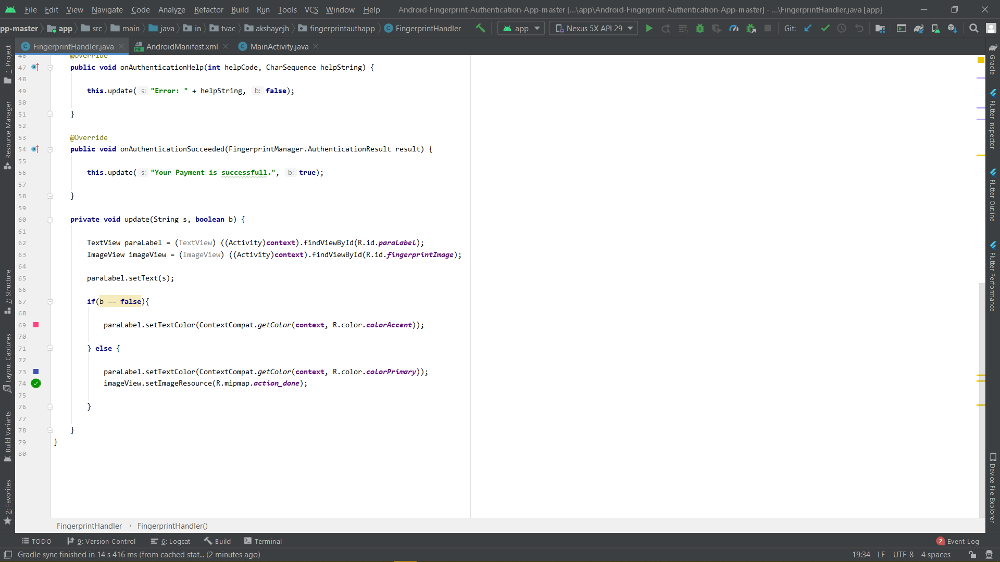 File Edit View Navigate Code Analyze Refactor Build Run Tools VCS Window Help Android-Fingerprint-Authentication-App-master [...\app\Android-Fingerprint-Authentication-App-master] - ...\FingerprintHandler.java [app]
pp-master app src main java in tvac akshayejh fingerprintauthapp FingerprintHandler app Nexus 5X API 29 Git:
FingerprintHandler.java AndroidManifest.xml MainActivity.java
46 @Override
47 public void onAuthenticationHelp(int helpCode, CharSequence helpString) {
48
49 this.update( s: "Error: " + helpString, b: false);
50
51 }
52
53 @Override
54 public void onAuthenticationSucceeded(FingerprintManager.AuthenticationResult result) {
55
56 this.update( s: "Your Payment is successfull.", b: true);
57
58 }
59
60 private void update(String s, boolean b) {
61
62 TextView paraLabel = (TextView) ((Activity)context).findViewById(R.id.paraLabel);
63 ImageView imageView = (ImageView) ((Activity)context).findViewById(R.id.fingerprintImage);
64
65 paraLabel.setText(s);
66
67 if(b == false){
68
69 paraLabel.setTextColor(ContextCompat.getColor(context, R.color.colorAccent));
70
71 } else {
72
73 paraLabel.setTextColor(ContextCompat.getColor(context, R.color.colorPrimary));
74 imageView.setImageResource(R.mipmap.action_done);
75
76 }
77
78 }
79 }
80
1: Project
Resource Manager
7: Structure
Layout Captures
Build Variants
2: Favorites
Gradle
Flutter Inspector
Flutter Outline
Flutter Performance
Device File Explorer
FingerprintHandler › FingerprintHandler()
TODO 9: Version Control 6: Logcat Build Terminal 2 Event Log
Gradle sync finished in 14 s 416 ms (from cached stat... (2 minutes ago) 19:34 LF UTF-8 4 spaces